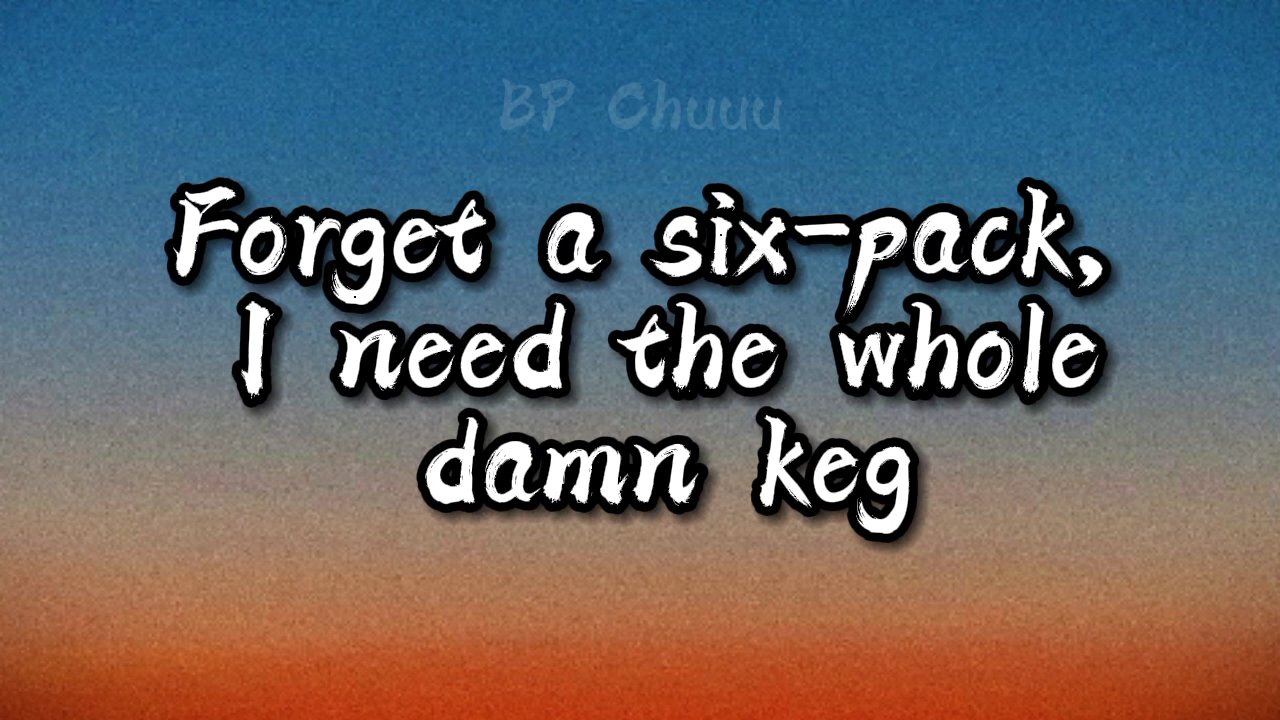 BP Chuuu
Forget a six-pack,
I need the whole
damn keg